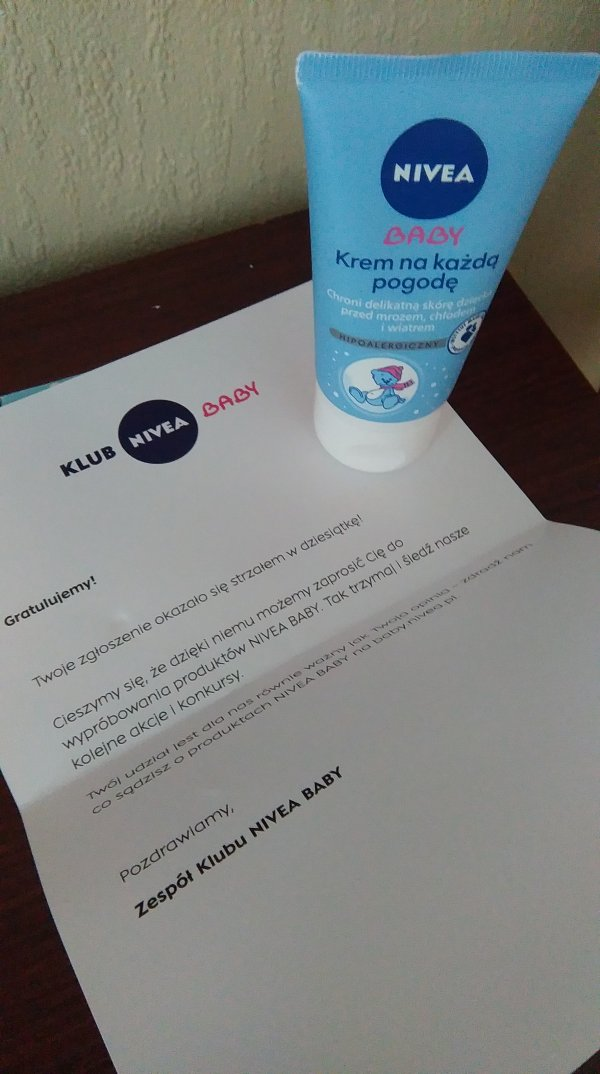 NIVEA
BABY
Krem na każdą
pogodę
Chroni delikatną skórę dziecka
przed mrozem, chłodem
i wiatrem
HIPOALERGICZNY
KLUB NIVEA BABY
Gratulujemy!
Twoje zgłoszenie okazało się strzałem w dziesiątkę!
Cieszymy się, że dzięki niemu możemy zaprosić Cię do
wypróbowania produktów NIVEA BABY. Tak trzymaj i śledź nasze
kolejne akcje i konkursy.
Twój udział jest dla nas równie ważny jak Twoja opinia – zdradź nam
co sądzisz o produktach NIVEA BABY na baby.nivea.pl
Pozdrawiamy,
Zespół Klubu NIVEA BABY